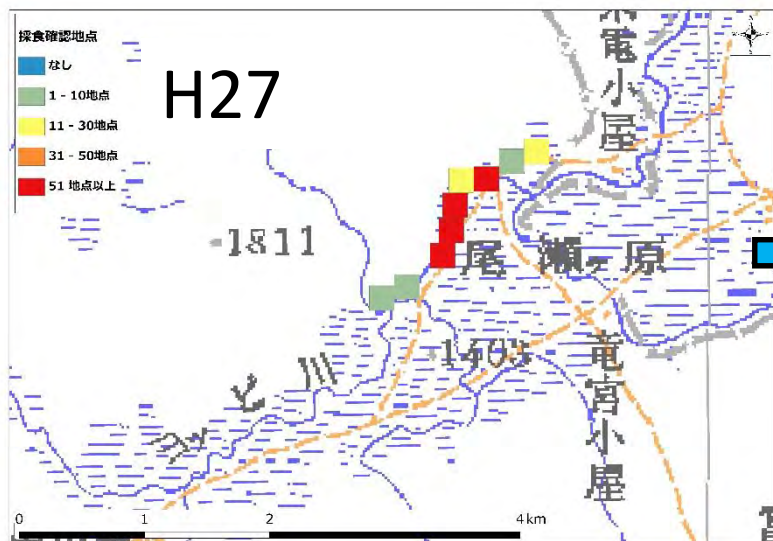 採食確認地点
なし
1 - 10地点
11 - 30地点
31 - 50地点
51 地点以上
H27
電小屋
1811
尾瀬ヶ原
1403
竜宮小屋
ヨッピ川
0 1 2 4km